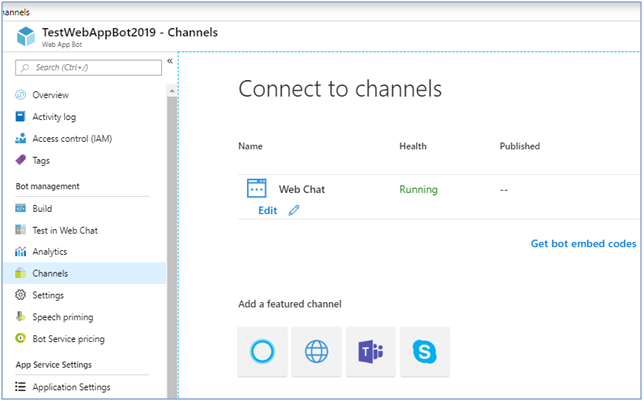 hannels
TestWebAppBot2019 - Channels
Web App Bot
Search (Ctrl+/)
«
Overview
Activity log
Access control (IAM)
Tags
Bot management
Build
Test in Web Chat
Analytics
Channels
Settings
Speech priming
Bot Service pricing
App Service Settings
Application Settings
Connect to channels
Name Health Published
Web Chat Running --
Edit
Get bot embed codes
Add a featured channel